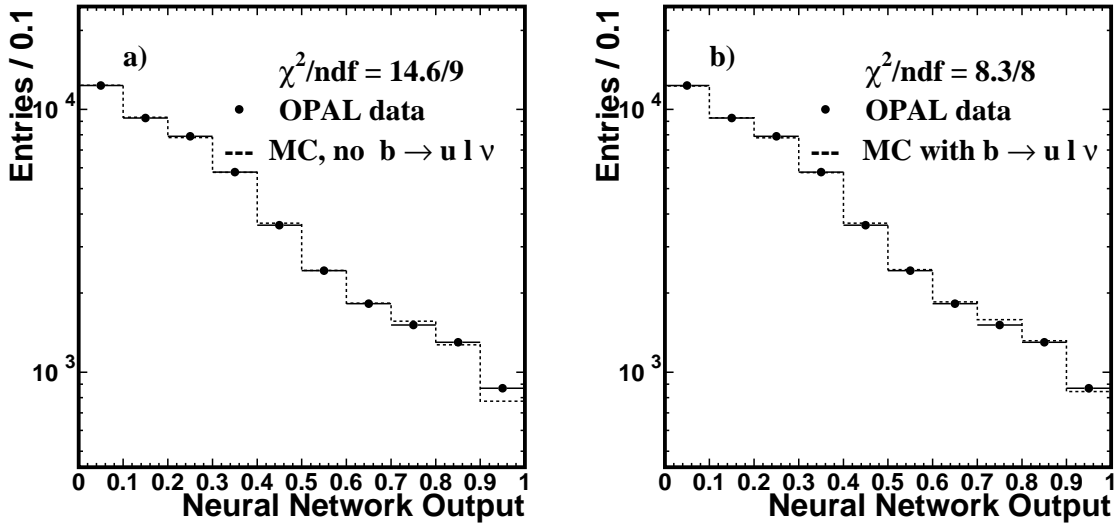 Entries / 0.1
a)
χ²/ndf = 14.6/9
OPAL data
MC, no b → u l ν
10⁴
10³
0 0.1 0.2 0.3 0.4 0.5 0.6 0.7 0.8 0.9 1
Neural Network Output
Entries / 0.1
b)
χ²/ndf = 8.3/8
OPAL data
MC with b → u l ν
10⁴
10³
0 0.1 0.2 0.3 0.4 0.5 0.6 0.7 0.8 0.9 1
Neural Network Output